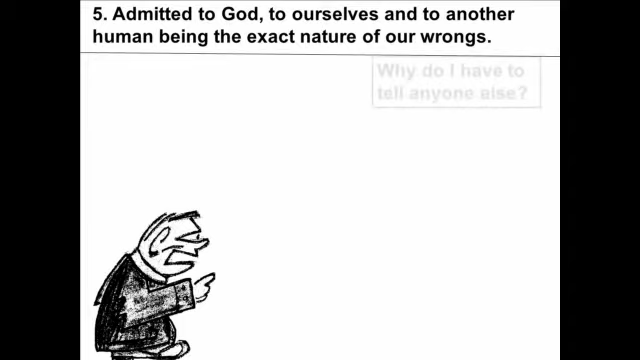 5. Admitted to God, to ourselves and to another
human being the exact nature of our wrongs.
Why do I have to
tell anyone else?